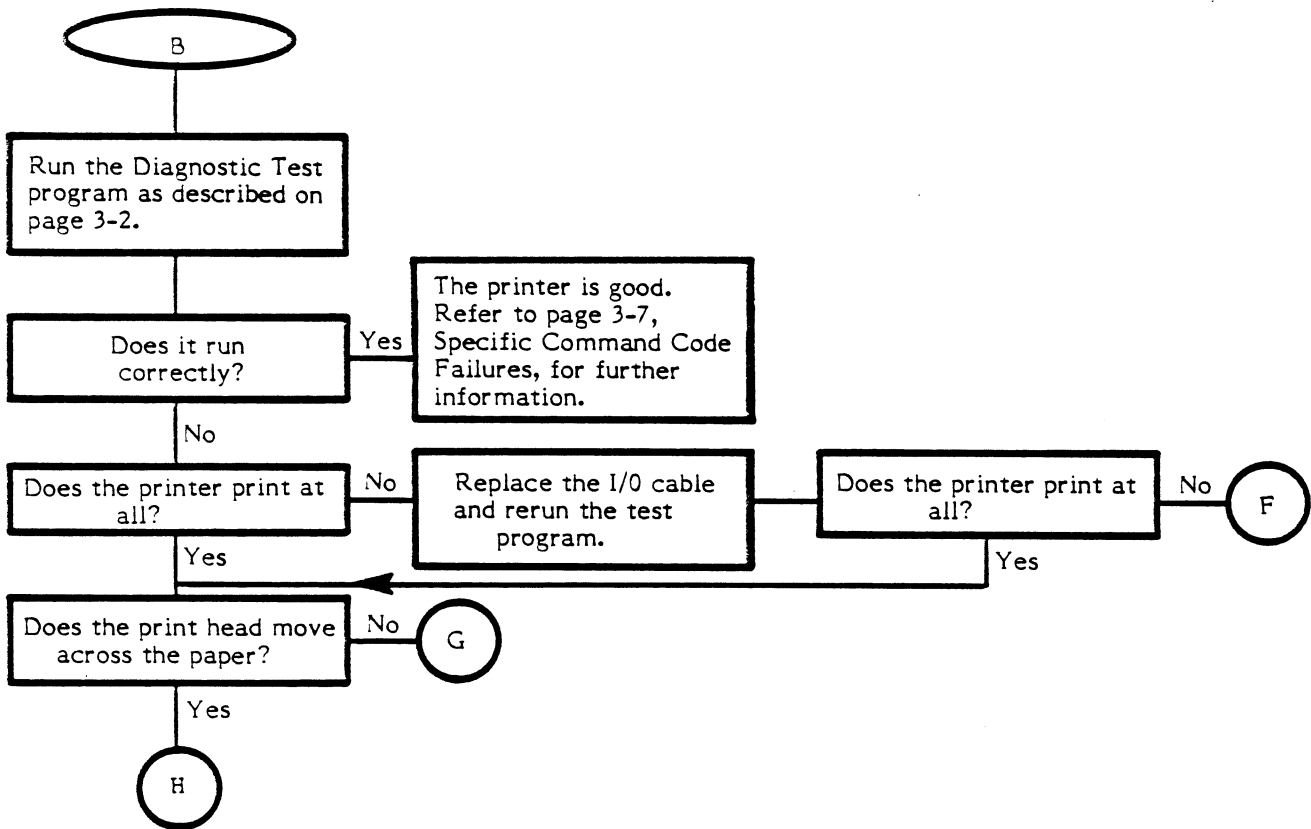 B
Run the Diagnostic Test
program as described on
page 3-2.
Does it run
correctly?
Yes
The printer is good.
Refer to page 3-7,
Specific Command Code
Failures, for further
information.
No
Does the printer print at
all?
No
Replace the I/0 cable
and rerun the test
program.
Does the printer print at
all?
No
F
Yes
Yes
Does the print head move
across the paper?
No
G
Yes
H